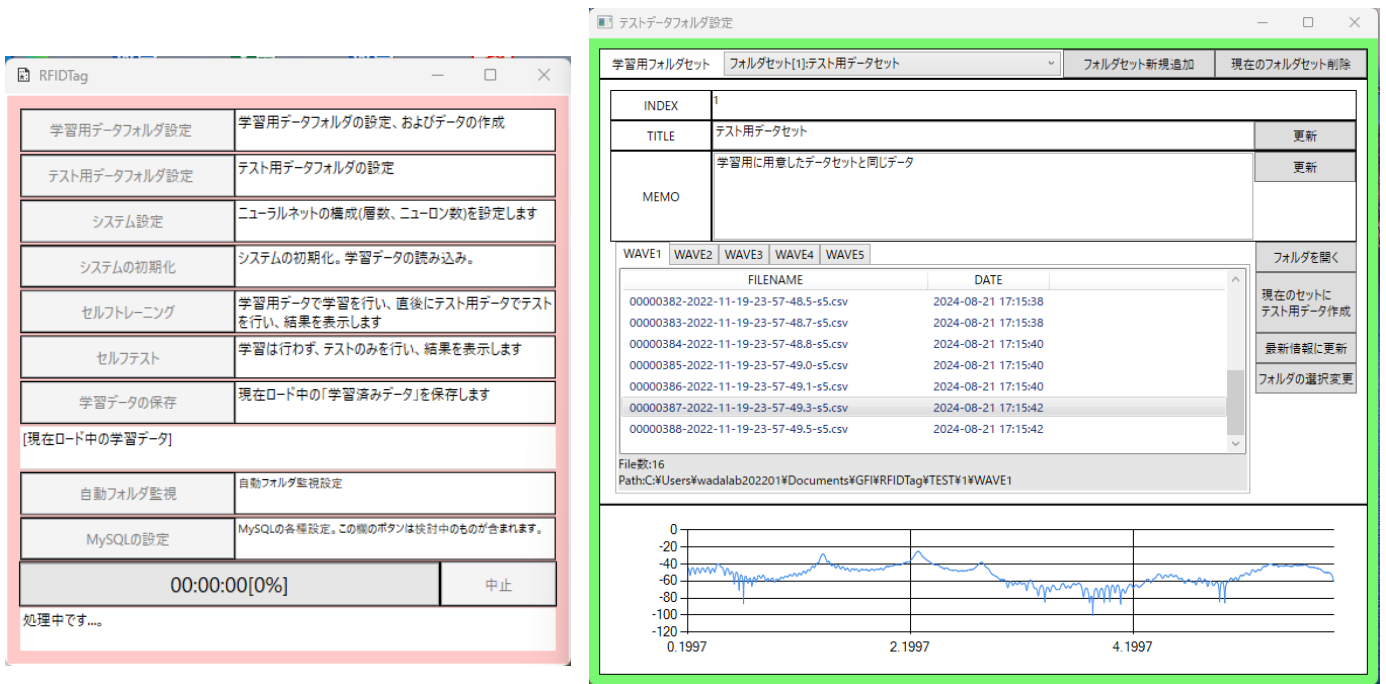 RFIDTag
学習用データフォルダ設定
学習用データフォルダの設定、およびデータの作成
テスト用データフォルダ設定
テスト用データフォルダの設定
システム設定
ニューラルネットの構成(層数、ニューロン数)を設定します
システムの初期化
システムの初期化。学習データの読み込み。
セルフトレーニング
学習用データで学習を行い、直後にテスト用データでテスト
を行い、結果を表示します
セルフテスト
学習は行わず、テストのみを行い、結果を表示します
学習データの保存
現在ロード中の「学習済みデータ」を保存します
[現在ロード中の学習データ]
自動フォルダ監視
自動フォルダ監視設定
MySQLの設定
MySQLの各種設定。この欄のボタンは検討中のものが含まれます。
00:00:00[0%]
中止
処理中です...。
テストデータフォルダ設定
学習用フォルダセット
フォルダセット[1]:テスト用データセット
フォルダセット新規追加
現在のフォルダセット削除
INDEX
1
TITLE
テスト用データセット
更新
MEMO
学習用に用意したデータセットと同じデータ
更新
WAVE1 WAVE2 WAVE3 WAVE4 WAVE5
FILENAME DATE
00000382-2022-11-19-23-57-48.5-s5.csv 2024-08-21 17:15:38
00000383-2022-11-19-23-57-48.7-s5.csv 2024-08-21 17:15:38
00000384-2022-11-19-23-57-48.8-s5.csv 2024-08-21 17:15:40
00000385-2022-11-19-23-57-49.0-s5.csv 2024-08-21 17:15:40
00000386-2022-11-19-23-57-49.1-s5.csv 2024-08-21 17:15:40
00000387-2022-11-19-23-57-49.3-s5.csv 2024-08-21 17:15:42
00000388-2022-11-19-23-57-49.5-s5.csv 2024-08-21 17:15:42
フォルダを開く
現在のセットに
テスト用データ作成
最新情報に更新
フォルダの選択変更
File数:16
Path:C:¥Users¥wadalab202201¥Documents¥GFI¥RFIDTag¥TEST¥1¥WAVE1
0
-20
-40
-60
-80
-100
-120
0.1997 2.1997 4.1997